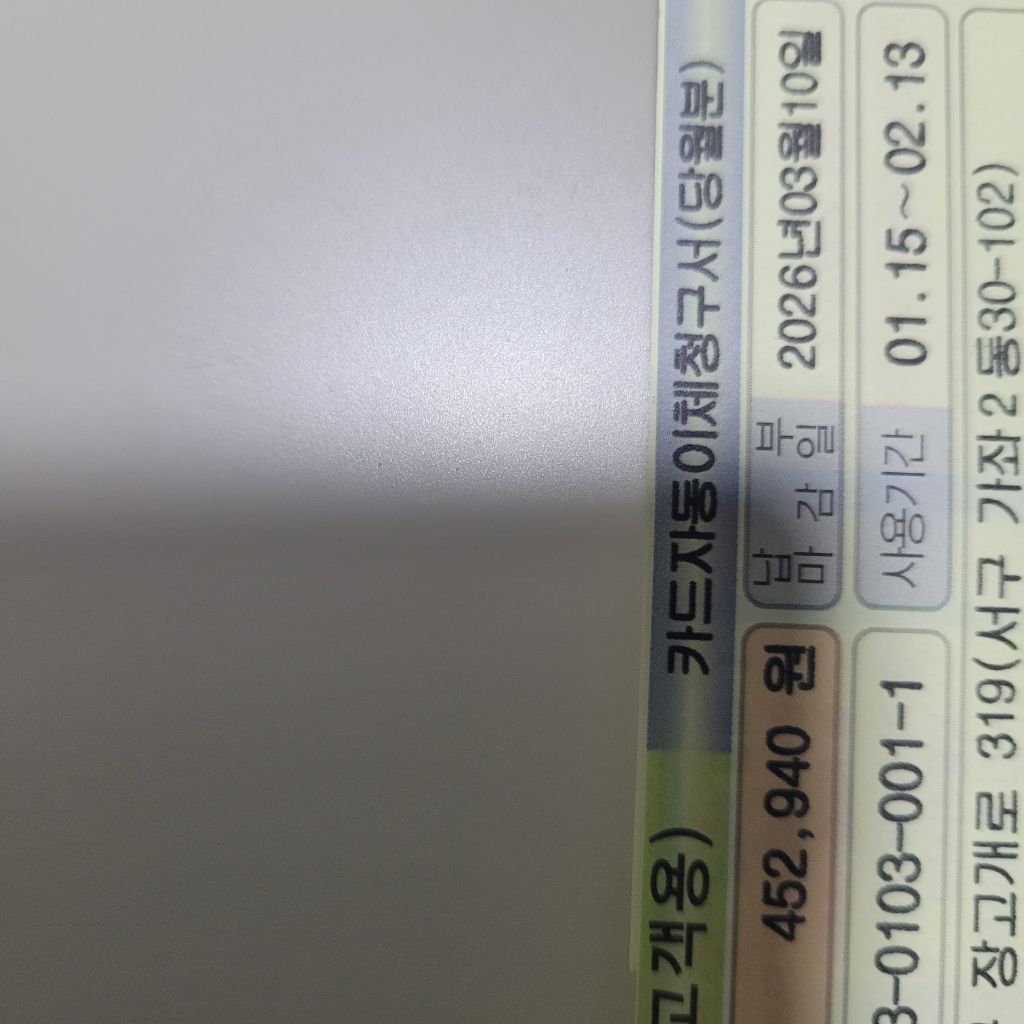 고객용) 카드자동이체청구서(당월분)
452,940 원
납 부
마 감 일
2026년03월10일
3-0103-001-1
사용기간
01.15~02.13
장고개로 319(서구 가좌2동30-102)